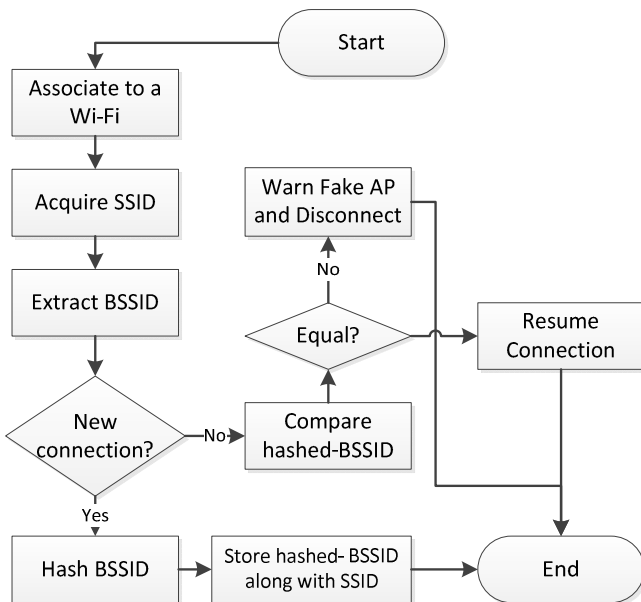 Start
Associate to a
Wi-Fi
Acquire SSID
Extract BSSID
New
connection?
No
Compare
hashed-BSSID
Equal?
No
Warn Fake AP
and Disconnect
Resume
Connection
Yes
Hash BSSID
Store hashed- BSSID
along with SSID
End